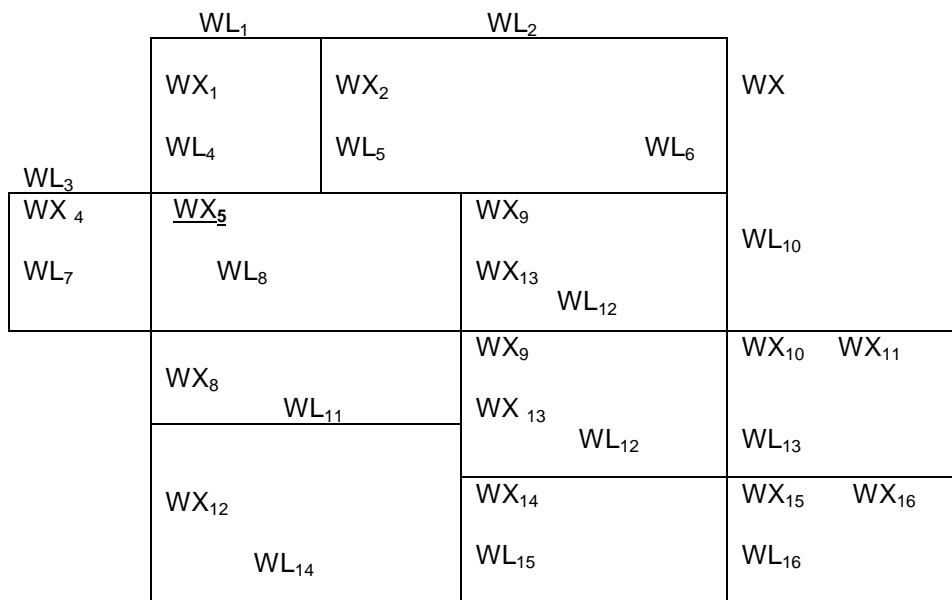 WL₁ WL₂
WX₁ WX₂ WX
WL₄ WL₅ WL₆
WL₃
WX ₄ WX₅ WX₉
WL₁₀
WL₇ WL₈ WX₁₃
WL₁₂
WX₉ WX₁₀ WX₁₁
WX₈
WL₁₁ WX ₁₃
WL₁₂ WL₁₃
WX₁₂ WX₁₄ WX₁₅ WX₁₆
WL₁₄ WL₁₅ WL₁₆